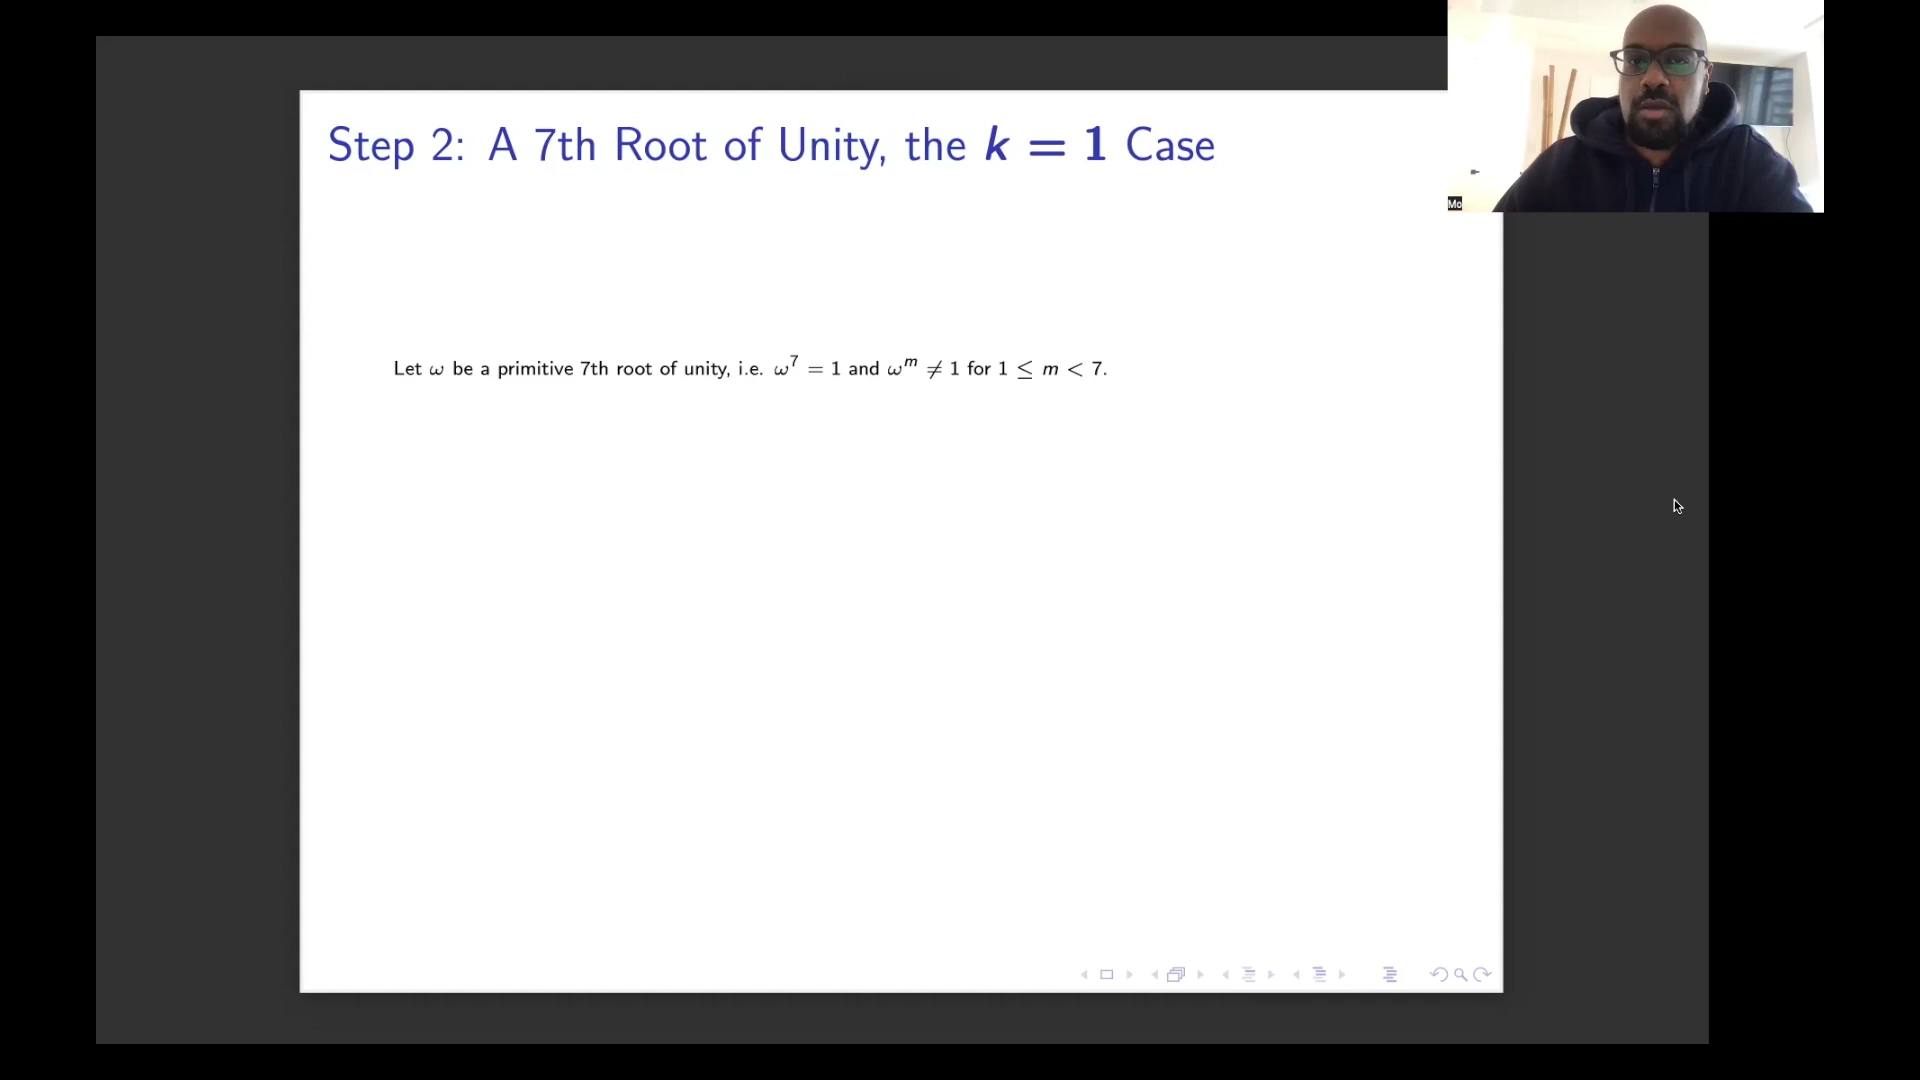 Step 2: A 7th Root of Unity, the k = 1 Case
Mo
Let ω be a primitive 7th root of unity, i.e. ω⁷ = 1 and ωᵐ ≠ 1 for 1 ≤ m < 7.